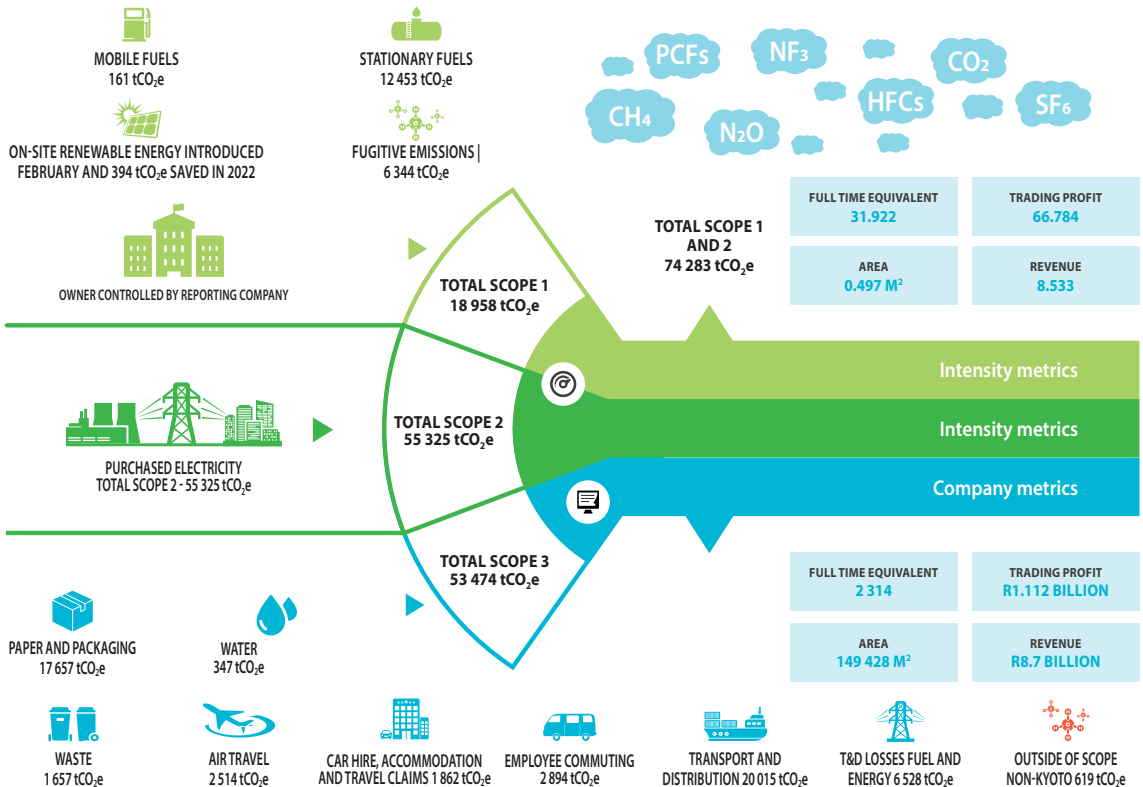 MOBILE FUELS
161 tCO₂e
STATIONARY FUELS
12 453 tCO₂e
ON-SITE RENEWABLE ENERGY INTRODUCED
FEBRUARY AND 394 tCO₂e SAVED IN 2022
FUGITIVE EMISSIONS |
6 344 tCO₂e
OWNER CONTROLLED BY REPORTING COMPANY
PCFs
NF₃
CO₂
CH₄
N₂O
HFCs
SF₆
TOTAL SCOPE 1
AND 2
74 283 tCO₂e
FULL TIME EQUIVALENT
31.922
TRADING PROFIT
66.784
AREA
0.497 M²
REVENUE
8.533
TOTAL SCOPE 1
18 958 tCO₂e
Intensity metrics
TOTAL SCOPE 2
55 325 tCO₂e
Intensity metrics
PURCHASED ELECTRICITY
TOTAL SCOPE 2 - 55 325 tCO₂e
Company metrics
TOTAL SCOPE 3
53 474 tCO₂e
FULL TIME EQUIVALENT
2 314
TRADING PROFIT
R1.112 BILLION
AREA
149 428 M²
REVENUE
R8.7 BILLION
PAPER AND PACKAGING
17 657 tCO₂e
WATER
347 tCO₂e
WASTE
1 657 tCO₂e
AIR TRAVEL
2 514 tCO₂e
CAR HIRE, ACCOMMODATION
AND TRAVEL CLAIMS 1 862 tCO₂e
EMPLOYEE COMMUTING
2 894 tCO₂e
TRANSPORT AND
DISTRIBUTION 20 015 tCO₂e
T&D LOSSES FUEL AND
ENERGY 6 528 tCO₂e
OUTSIDE OF SCOPE
NON-KYOTO 619 tCO₂e